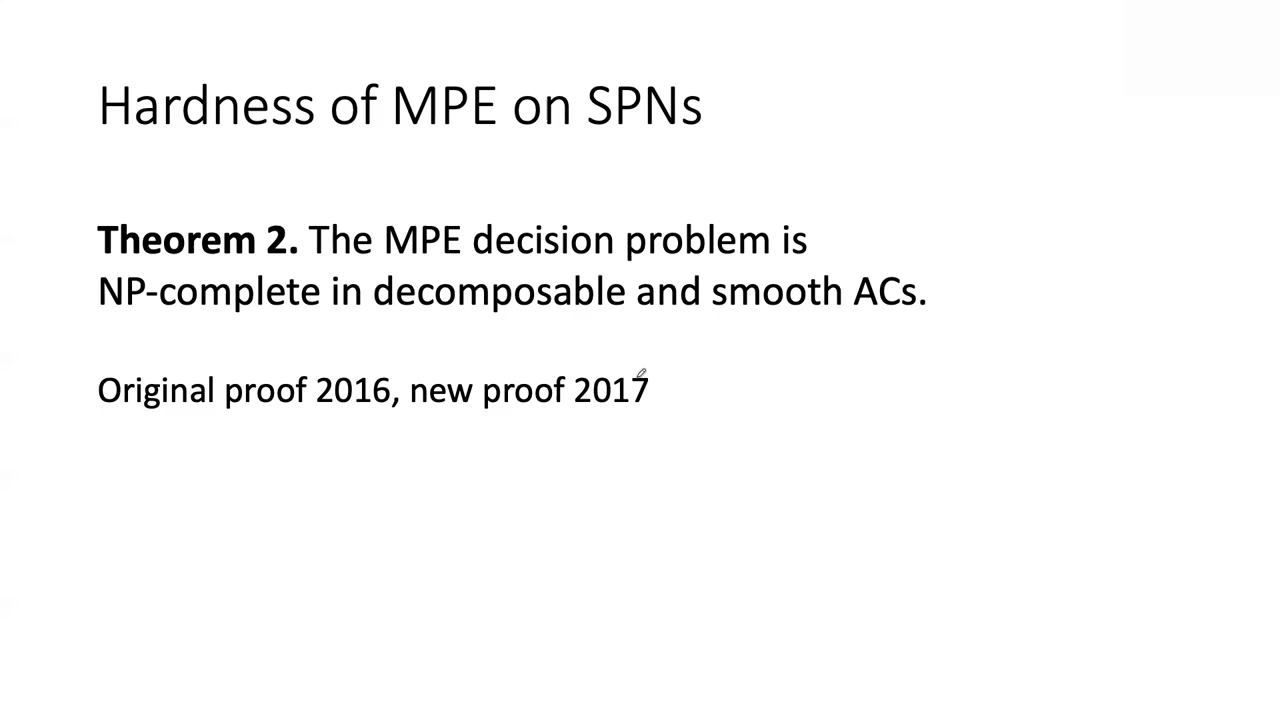 Hardness of MPE on SPNs
Theorem 2. The MPE decision problem is
NP-complete in decomposable and smooth ACs.
Original proof 2016, new proof 2017